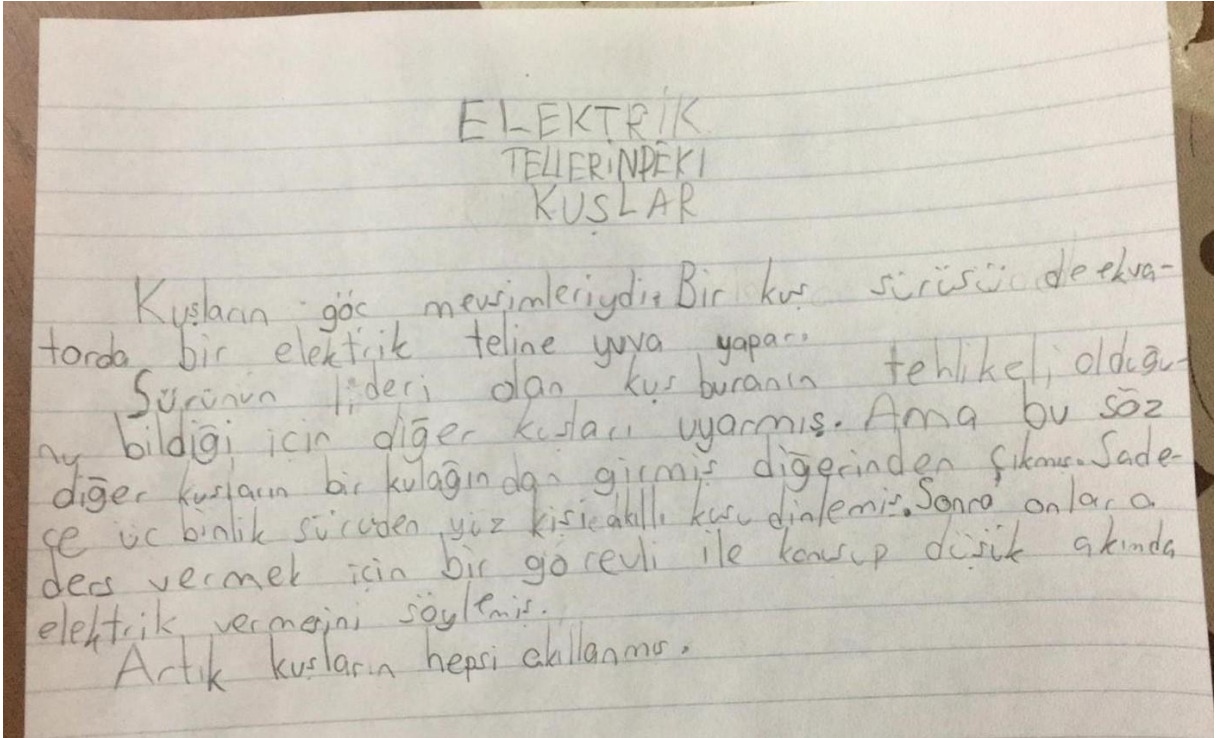 ELEKTRİK
TELLERİNDEKİ
KUŞLAR
Kuşların göç mevsimleriydi. Bir kuş sürüsü de ekva-
torda bir elektrik teline yuva yapar.
Sürünün lideri olan kuş buranın tehlikeli olduğu-
nu bildiği için diğer kuşları uyarmış. Ama bu söz
diğer kuşların bir kulağından girmiş diğerinden çıkmış. Sade-
ce üç binlik sürüden yüz kişi akıllı kuşu dinlemiş. Sonra onlara
ders vermek için bir görevli ile konuşup düşük akımda
elektrik vermesini söylemiş.
Artık kuşların hepsi akıllanmış.